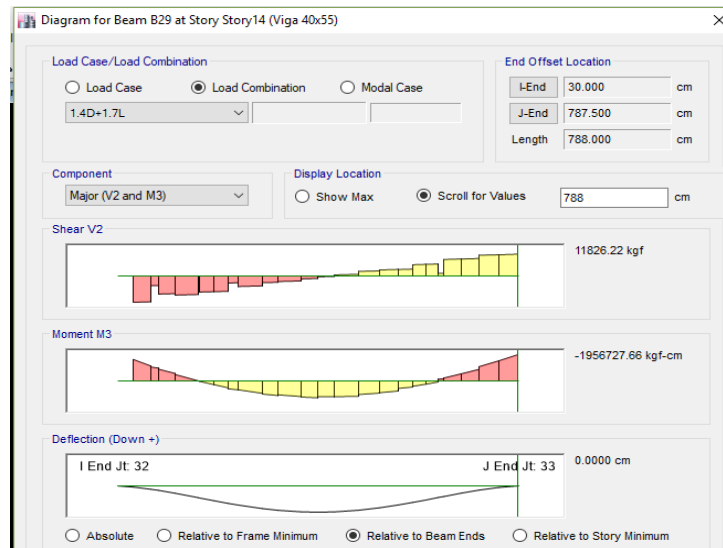 Diagram for Beam B29 at Story Story14 (Viga 40x55)
Load Case/Load Combination
Load Case
Load Combination
Modal Case
1.4D+1.7L
End Offset Location
I-End 30.000 cm
J-End 787.500 cm
Length 788.000 cm
Component
Major (V2 and M3)
Display Location
Show Max
Scroll for Values
788 cm
Shear V2
11826.22 kgf
Moment M3
-1956727.66 kgf-cm
Deflection (Down +)
I End Jt: 32
J End Jt: 33
0.0000 cm
Absolute
Relative to Frame Minimum
Relative to Beam Ends
Relative to Story Minimum